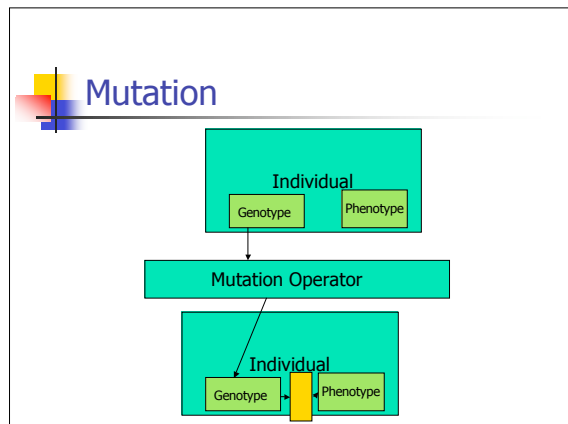 Mutation
Individual
Genotype
Phenotype
Mutation Operator
Individual
Genotype
Phenotype